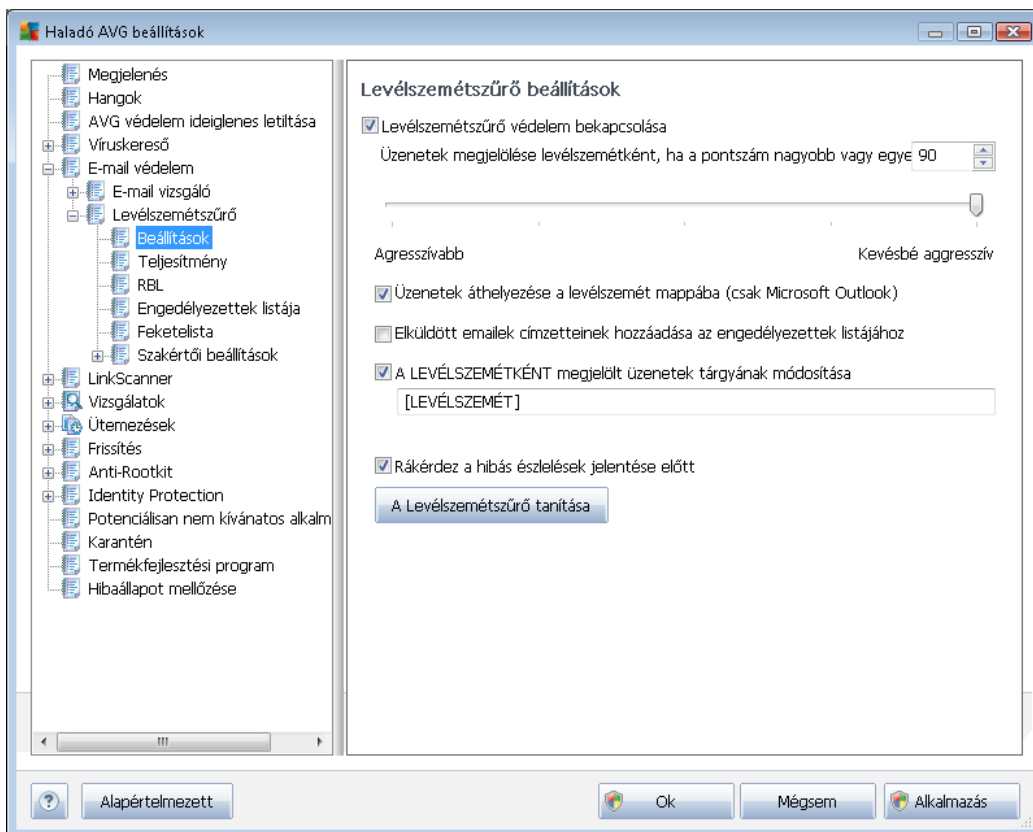 Haladó AVG beállítások
Megjelenés
Hangok
AVG védelem ideiglenes letiltása
Víruskereső
E-mail védelem
E-mail vizsgáló
Levélszemétszűrő
Beállítások
Teljesítmény
RBL
Engedélyezettek listája
Feketelista
Szakértői beállítások
LinkScanner
Vizsgálatok
Ütemezések
Frissítés
Anti-Rootkit
Identity Protection
Potenciálisan nem kívánatos alkalm
Karantén
Termékfejlesztési program
Hibaállapot mellőzése
Levélszemétszűrő beállítások
Levélszemétszűrő védelem bekapcsolása
Üzenetek megjelölése levélszemétként, ha a pontszám nagyobb vagy egye 90
Agresszívabb Kevésbé aggresszív
Üzenetek áthelyezése a levélszemét mappába (csak Microsoft Outlook)
Elküldött emailek címzetteinek hozzáadása az engedélyezettek listájához
A LEVÉLSZEMÉTKÉNT megjelölt üzenetek tárgyának módosítása
[LEVÉLSZEMÉT]
Rákérdez a hibás észlelések jelentése előtt
A Levélszemétszűrő tanítása
? Alapértelmezett Ok Mégsem Alkalmazás